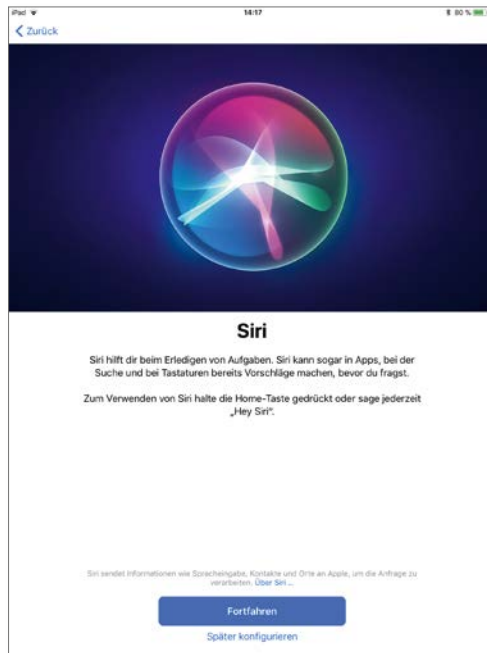 iPad 14:17 80 %
Zurück
Siri
Siri hilft dir beim Erledigen von Aufgaben. Siri kann sogar in Apps, bei der
Suche und bei Tastaturen bereits Vorschläge machen, bevor du fragst.
Zum Verwenden von Siri halte die Home-Taste gedrückt oder sage jederzeit
„Hey Siri“.
Siri sendet Informationen wie Spracheingabe, Kontakte und Orte an Apple, um die Anfrage zu
verarbeiten. Über Siri ...
Fortfahren
Später konfigurieren